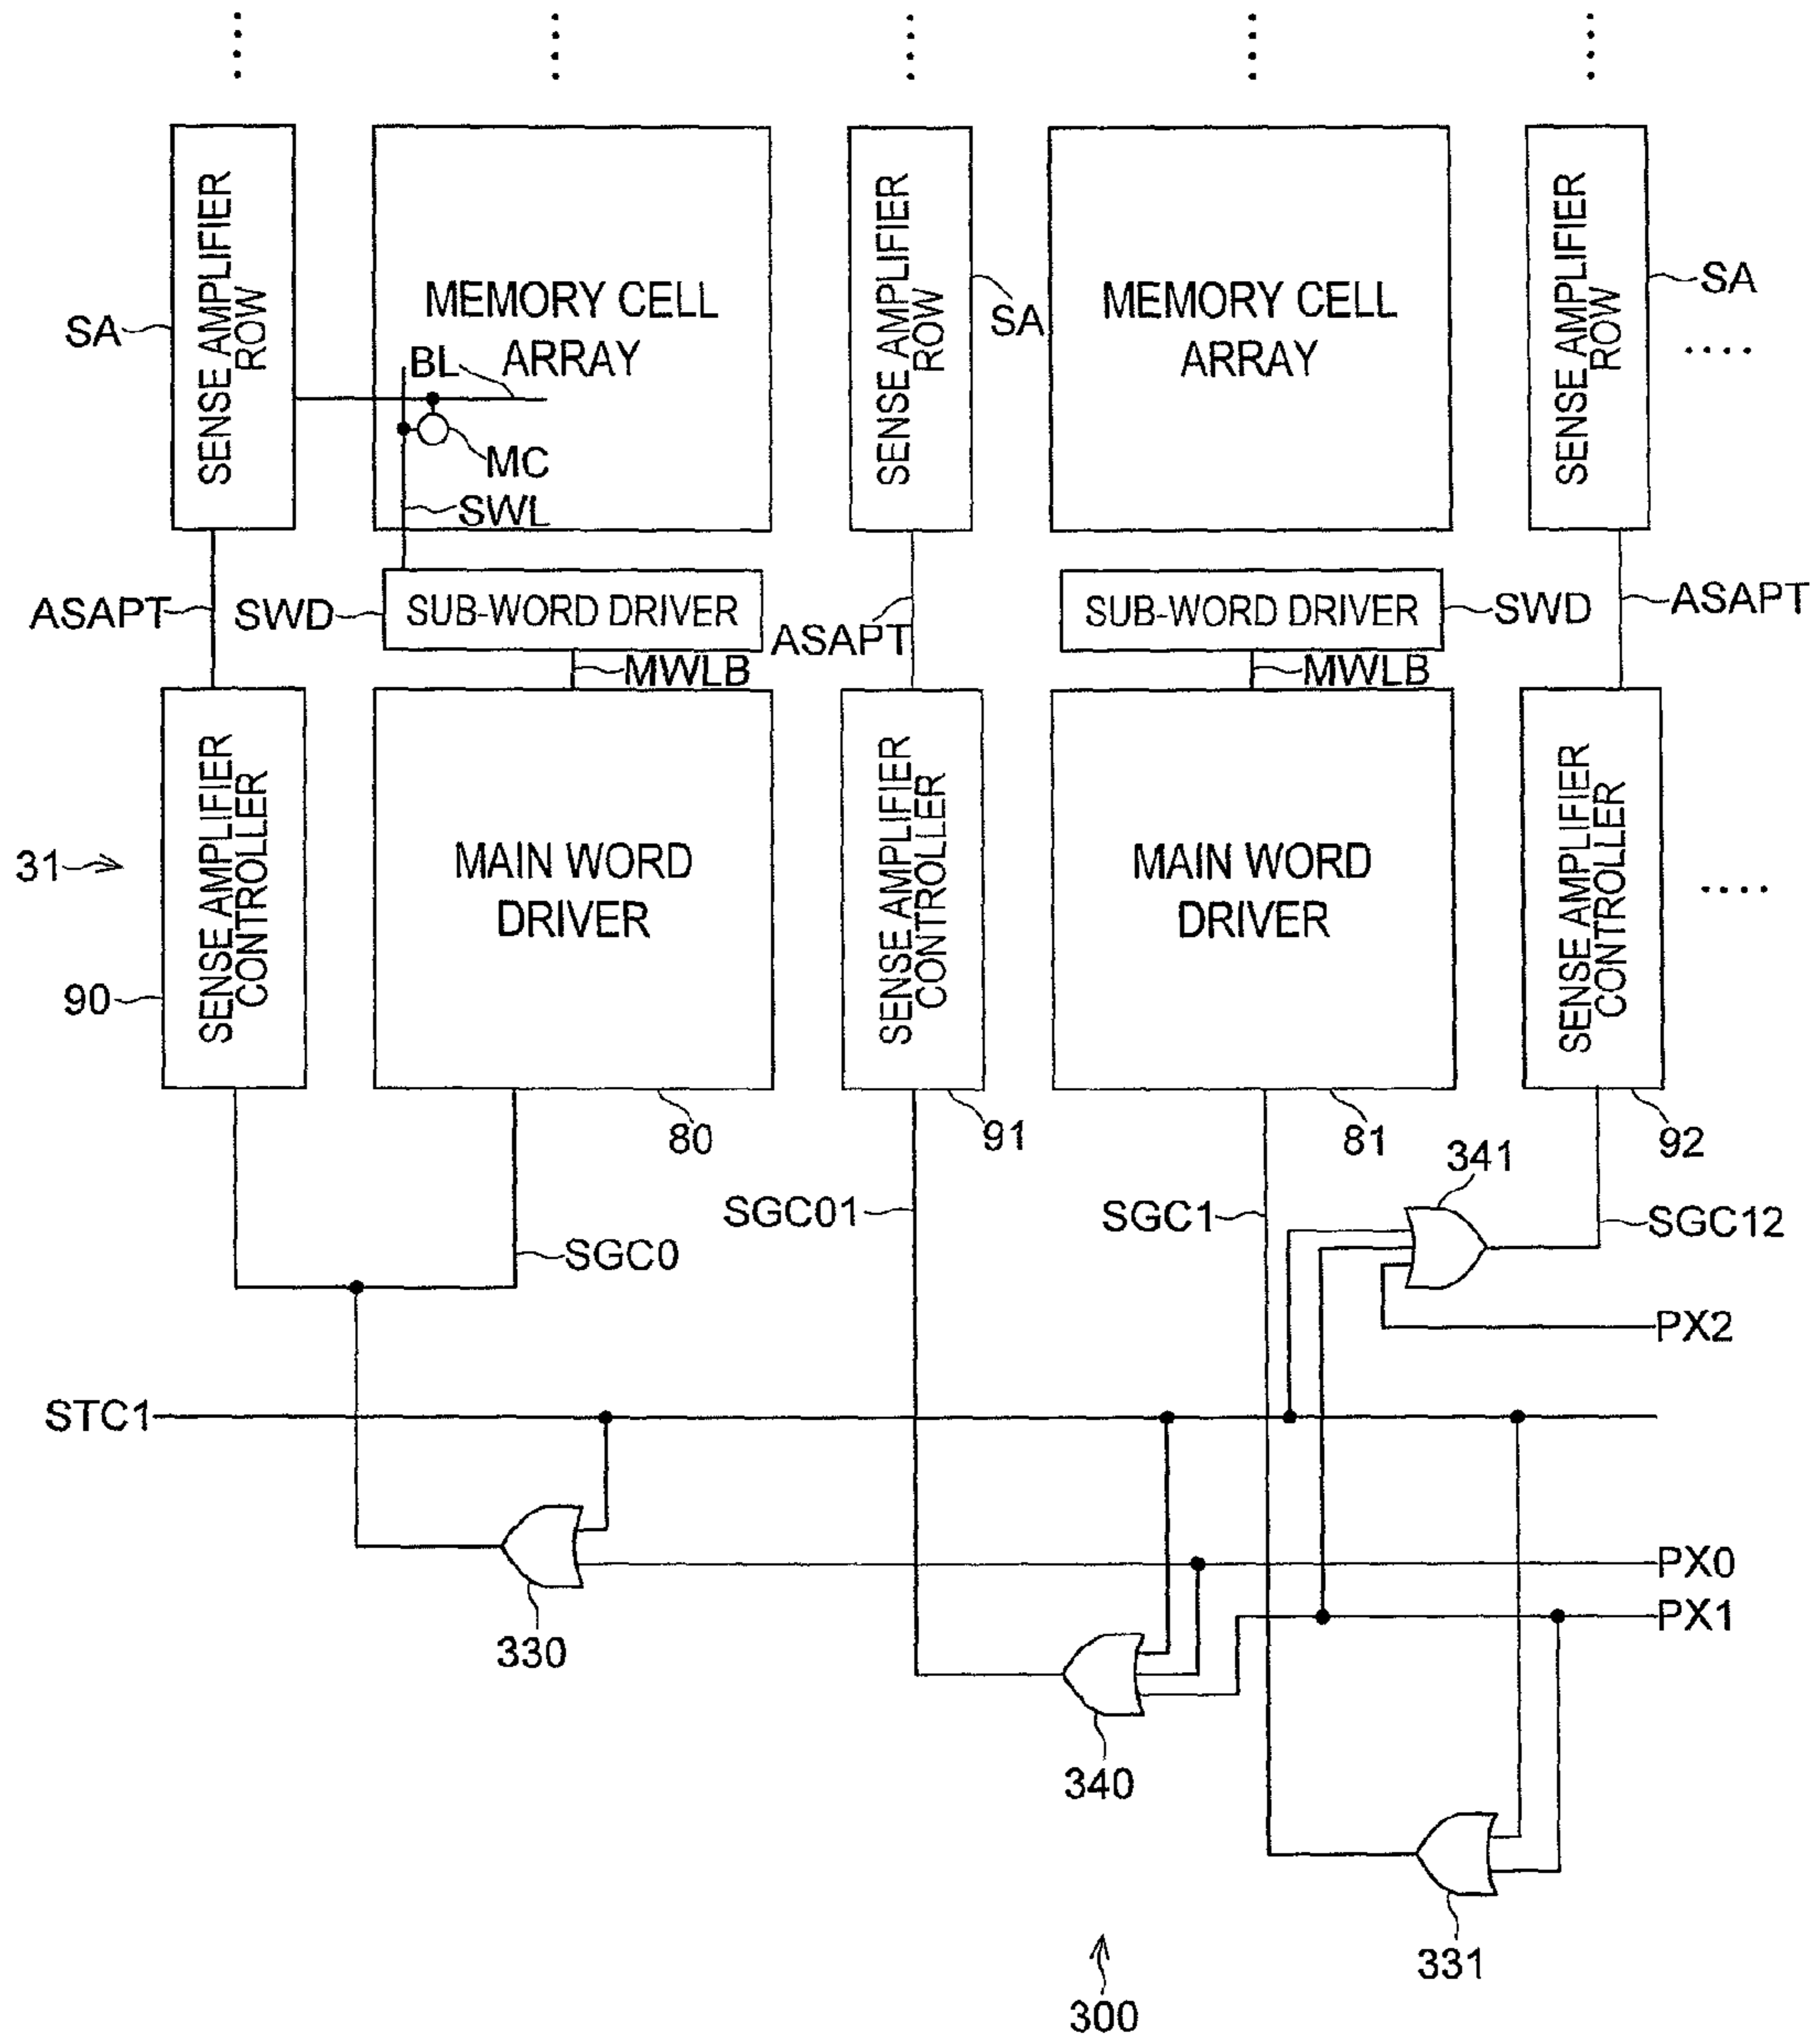 SENSE AMPLIFIER
ROW
MEMORY CELL
ARRAY
SENSE AMPLIFIER
ROW
MEMORY CELL
ARRAY
SENSE AMPLIFIER
ROW
SA
SA
SA
BL
MC
SWL
ASAPT
SWD
SUB-WORD DRIVER
ASAPT
SUB-WORD DRIVER
SWD
ASAPT
MWLB
MWLB
31
SENSE AMPLIFIER
CONTROLLER
MAIN WORD
DRIVER
SENSE AMPLIFIER
CONTROLLER
MAIN WORD
DRIVER
SENSE AMPLIFIER
CONTROLLER
90
80
91
81
92
341
SGC0
SGC01
SGC1
SGC12
PX2
STC1
PX0
PX1
330
340
331
300